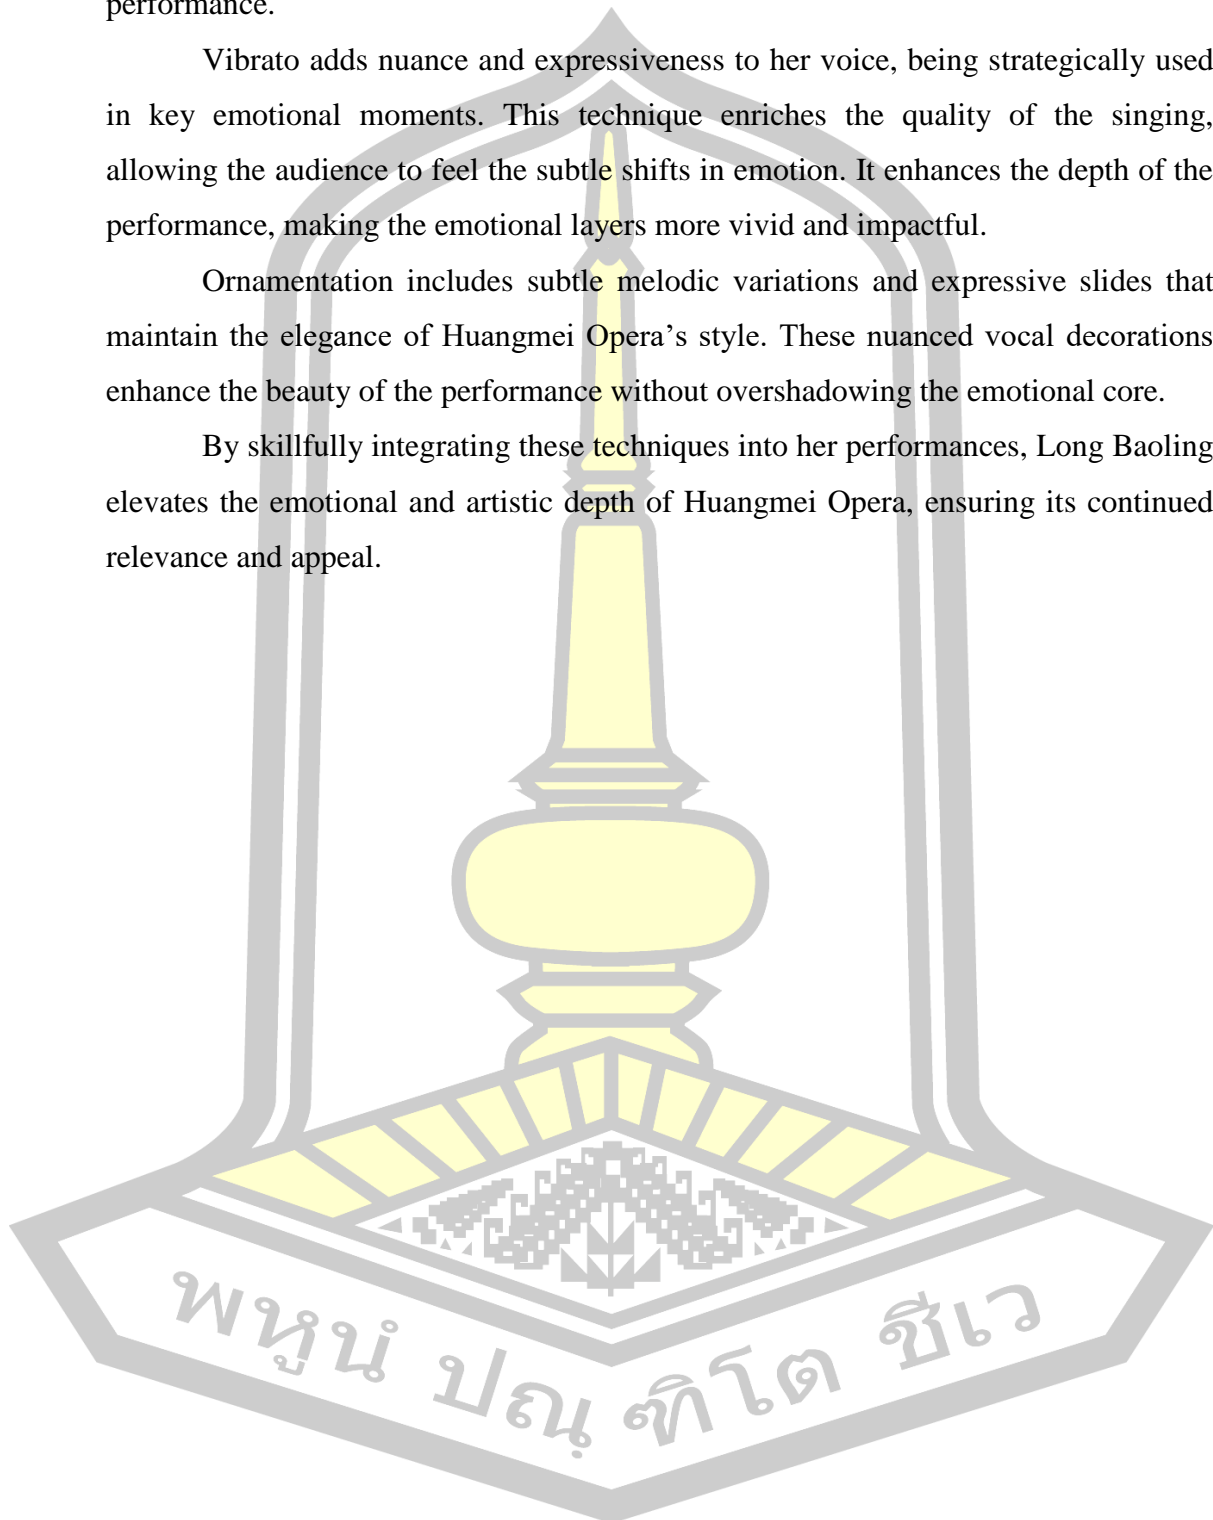 performance.
Vibrato adds nuance and expressiveness to her voice, being strategically used
in key emotional moments. This technique enriches the quality of the singing,
allowing the audience to feel the subtle shifts in emotion. It enhances the depth of the
performance, making the emotional layers more vivid and impactful.
Ornamentation includes subtle melodic variations and expressive slides that
maintain the elegance of Huangmei Opera’s style. These nuanced vocal decorations
enhance the beauty of the performance without overshadowing the emotional core.
By skillfully integrating these techniques into her performances, Long Baoling
elevates the emotional and artistic depth of Huangmei Opera, ensuring its continued
relevance and appeal.
พหูนํ ปณฺ ฑิโต ชีเว